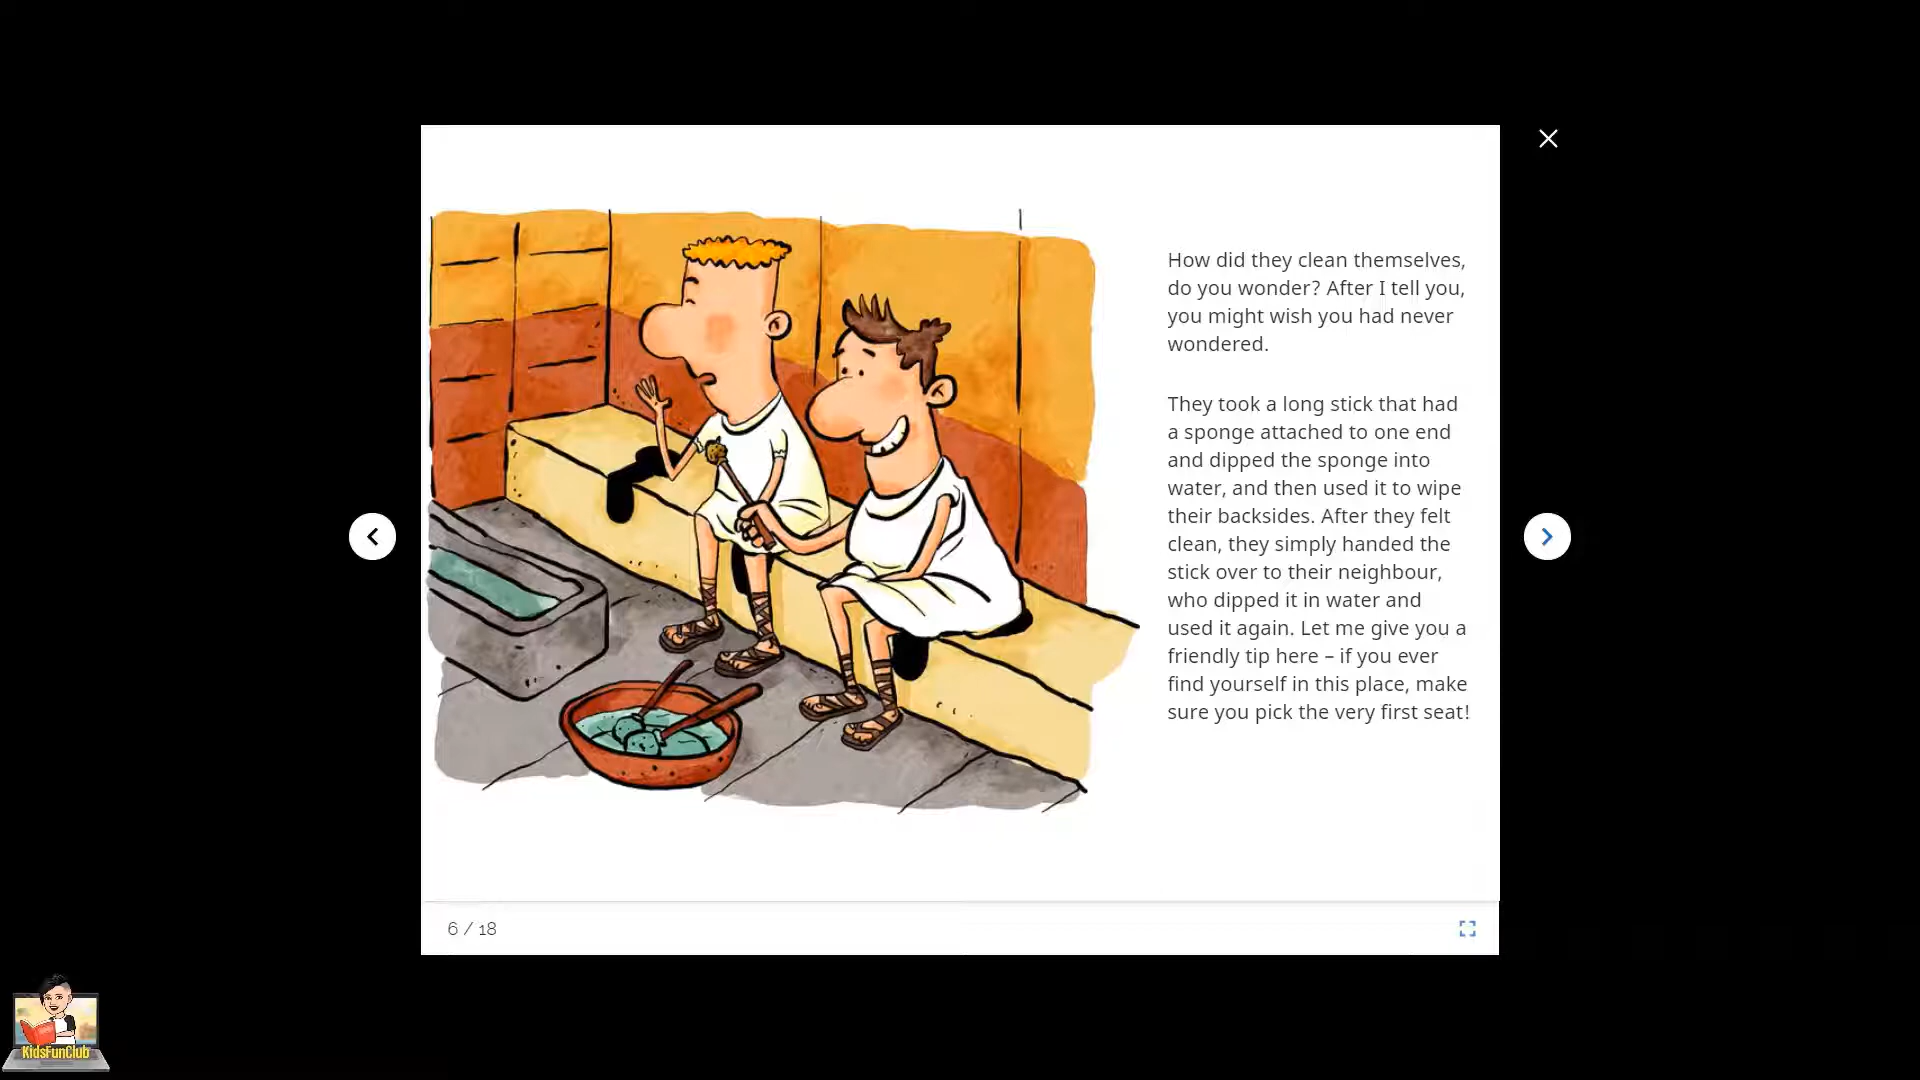 How did they clean themselves,
do you wonder? After I tell you,
you might wish you had never
wondered.
They took a long stick that had
a sponge attached to one end
and dipped the sponge into
water, and then used it to wipe
their backsides. After they felt
clean, they simply handed the
stick over to their neighbour,
who dipped it in water and
used it again. Let me give you a
friendly tip here – if you ever
find yourself in this place, make
sure you pick the very first seat!
6 / 18
KidsFunClub